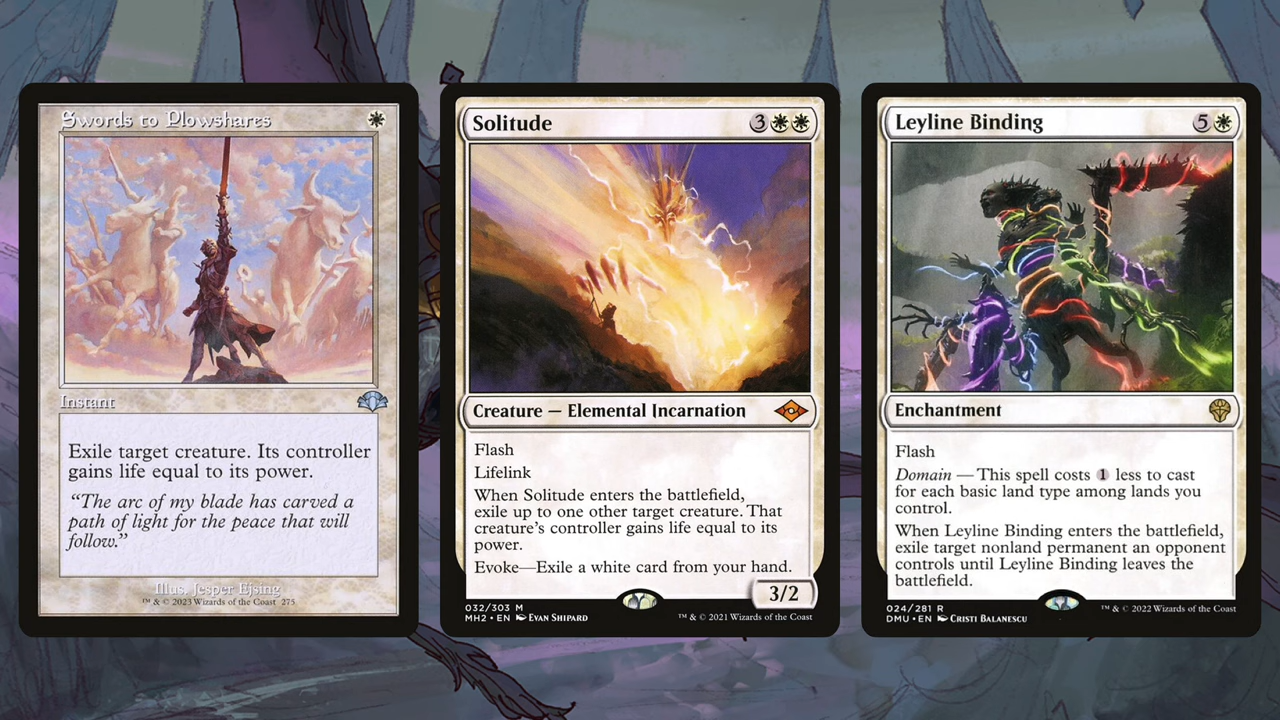 Swords to Plowshares
Instant
Exile target creature. Its controller
gains life equal to its power.
“The arc of my blade has carved a
path of light for the peace that will
follow.”
Illus. Jesper Ejsing
™ & © 2023 Wizards of the Coast 275
Solitude
3
Creature — Elemental Incarnation
Flash
Lifelink
When Solitude enters the battlefield,
exile up to one other target creature. That
creature's controller gains life equal to its
power.
Evoke—Exile a white card from your hand.
3/2
032/303 M
MH2 • EN EVAN SHIPARD
™ & © 2021 Wizards of the Coast
Leyline Binding
5
Enchantment
Flash
Domain — This spell costs 1 less to cast
for each basic land type among lands you
control.
When Leyline Binding enters the battlefield,
exile target nonland permanent an opponent
controls until Leyline Binding leaves the
battlefield.
024/281 R
DMU • EN CRISTI BALANESCU
™ & © 2022 Wizards of the Coast